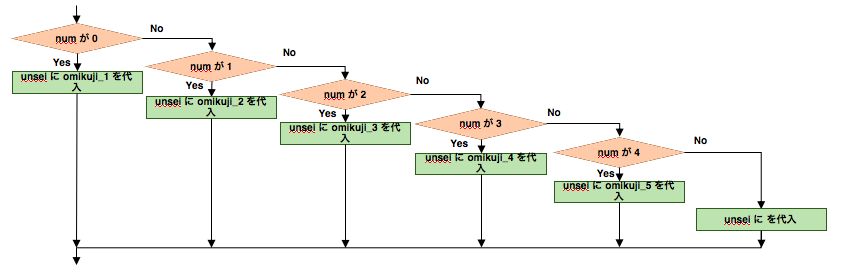 num が 0
No
Yes
unsei に omikuji_1 を代
入
num が 1
No
Yes
unsei に omikuji_2 を代
入
num が 2
No
Yes
unsei に omikuji_3 を代
入
num が 3
No
Yes
unsei に omikuji_4 を代
入
num が 4
No
Yes
unsei に omikuji_5 を代
入
unsei に を代入